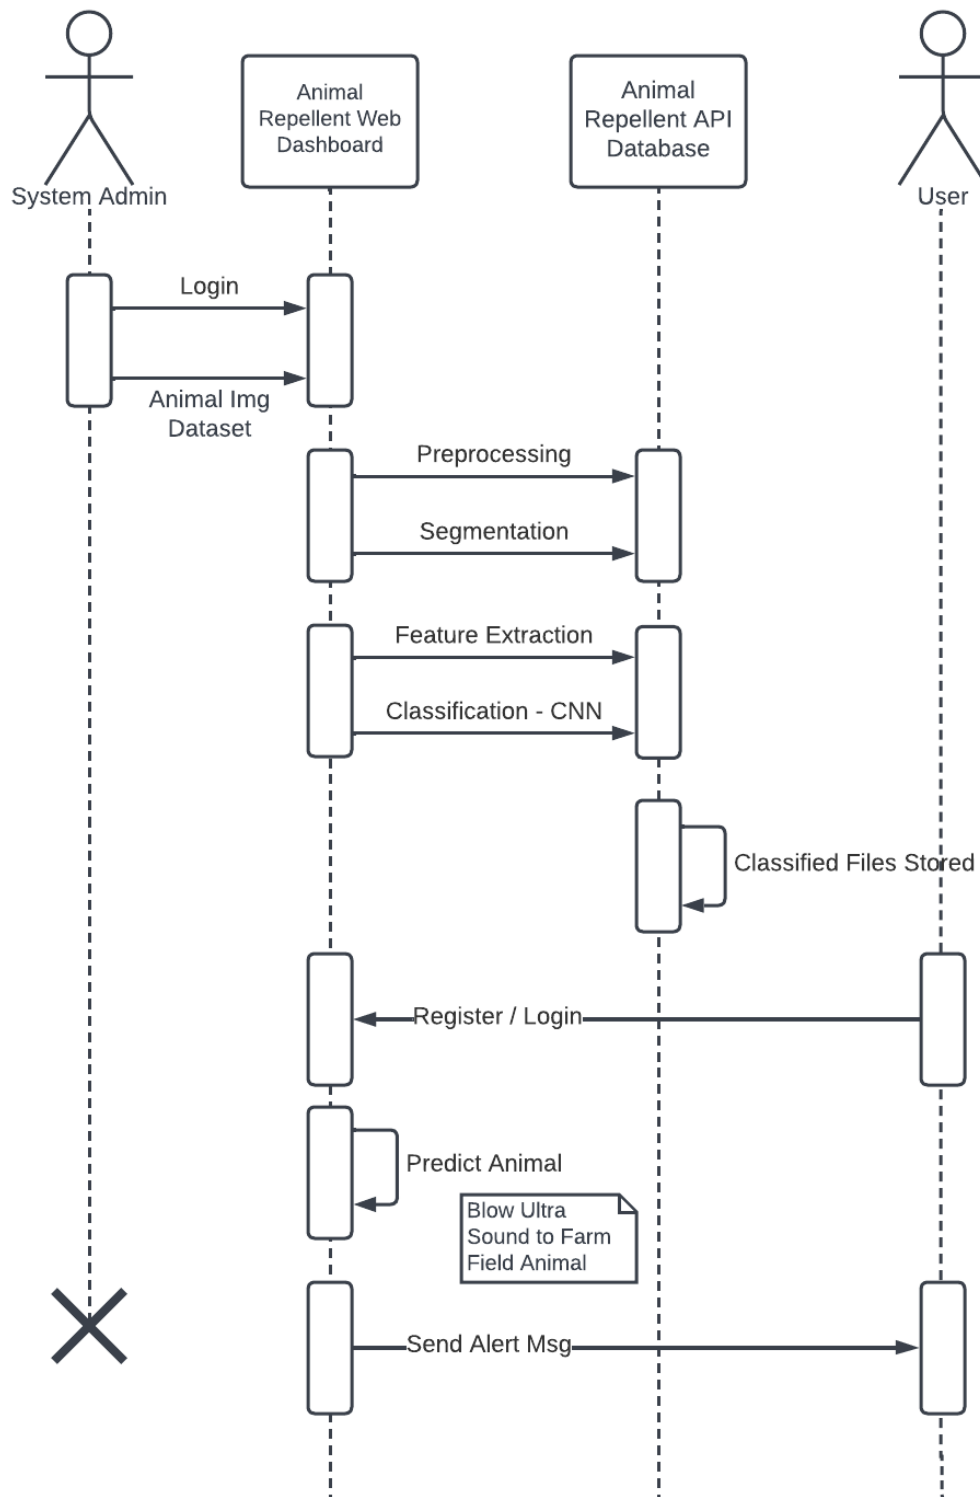 Animal
Repellent Web
Dashboard
Animal
Repellent API
Database
System Admin
User
Login
Animal Img
Dataset
Preprocessing
Segmentation
Feature Extraction
Classification - CNN
Classified Files Stored
Register / Login
Predict Animal
Blow Ultra
Sound to Farm
Field Animal
Send Alert Msg